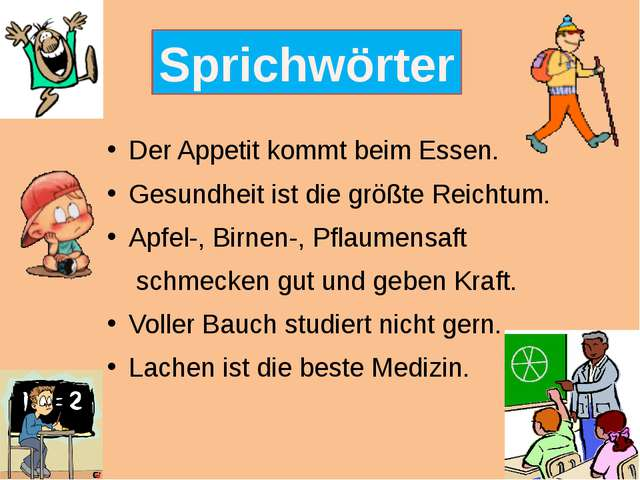 Sprichwörter
• Der Appetit kommt beim Essen.
• Gesundheit ist die größte Reichtum.
• Apfel-, Birnen-, Pflaumensaft
schmecken gut und geben Kraft.
• Voller Bauch studiert nicht gern.
• Lachen ist die beste Medizin.
= 2